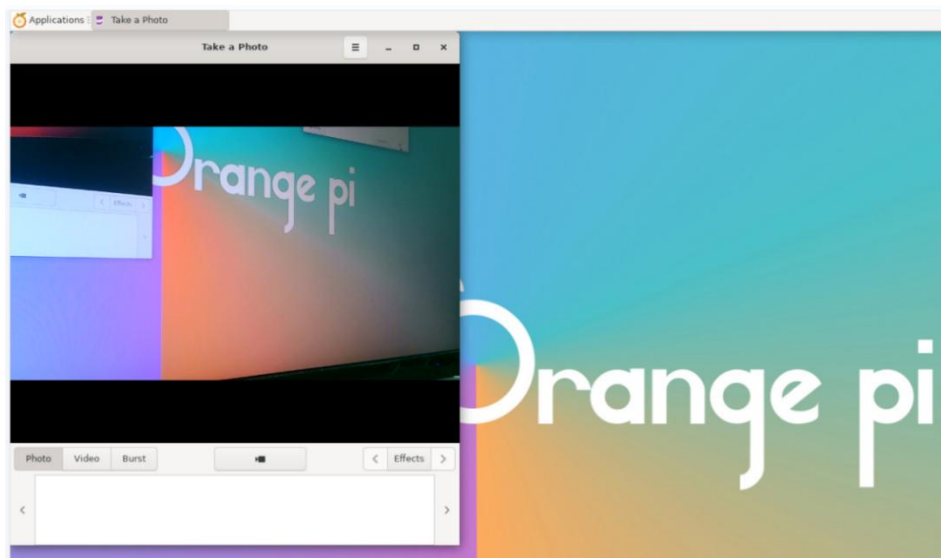 Applications Take a Photo
Take a Photo
Orange pi
Effects
Orange pi
Photo Video Burst Effects